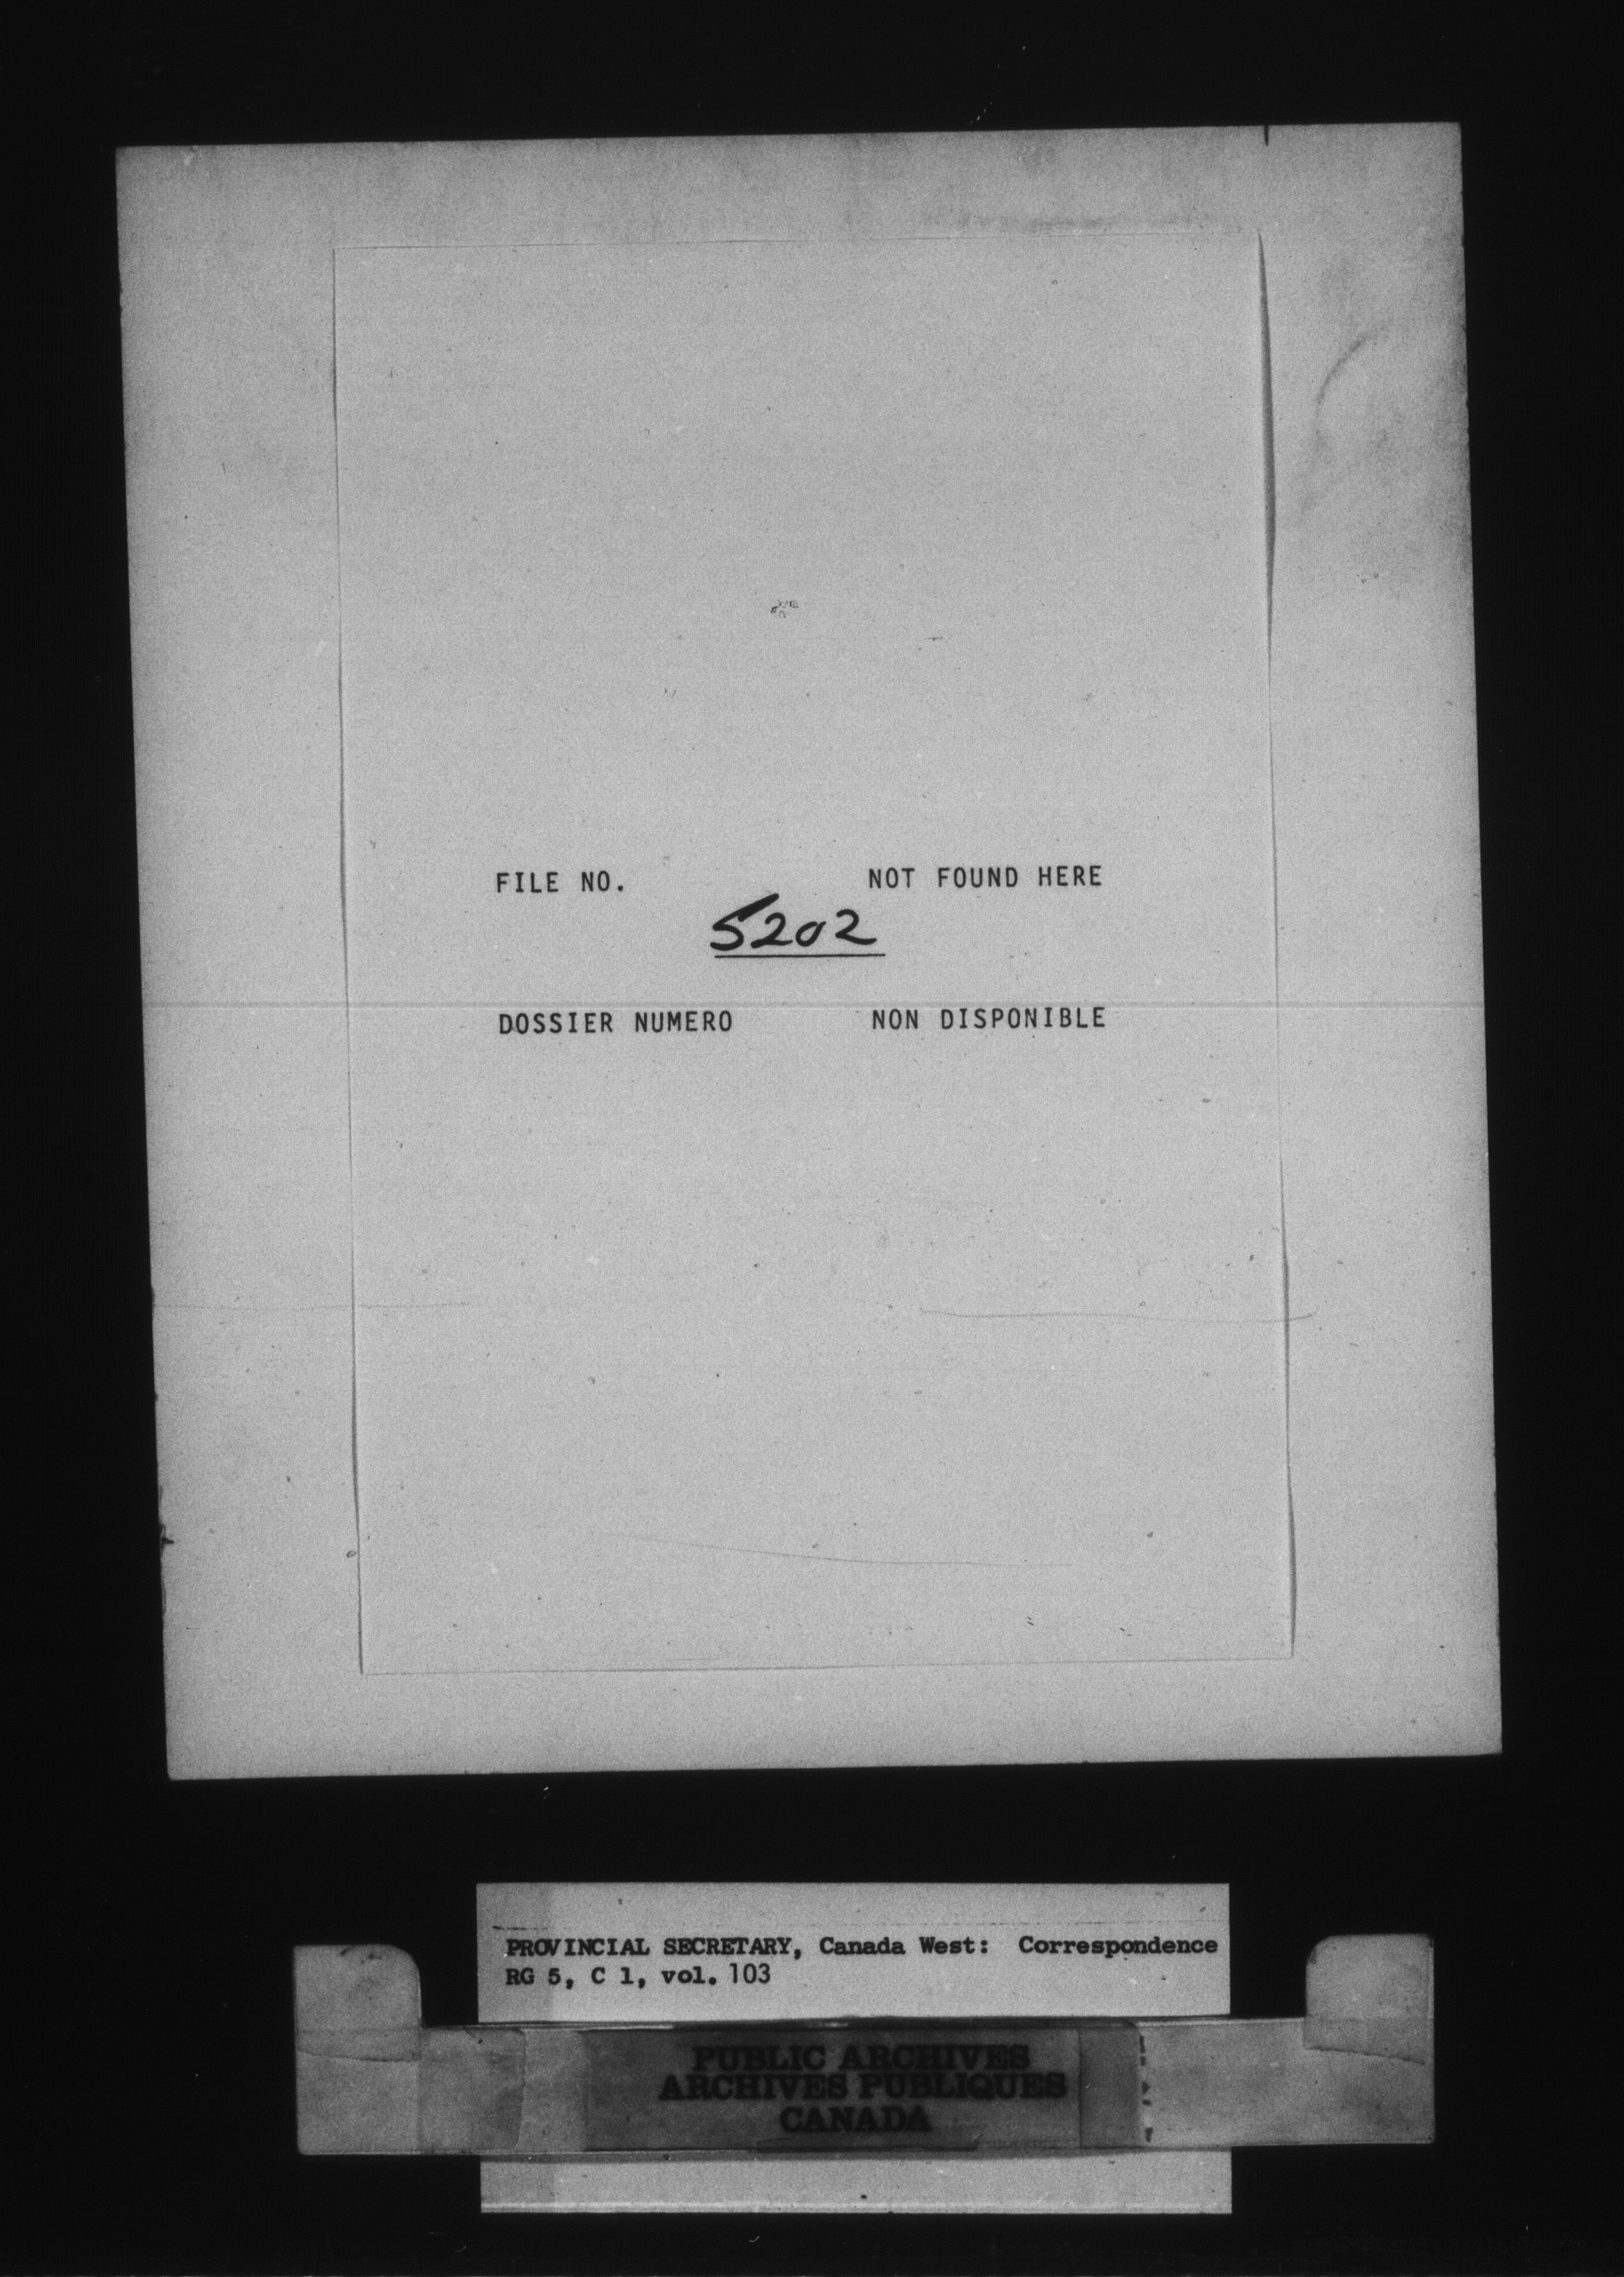 FILE NO. NOT FOUND HERE
5202
DOSSIER NUMERO NON DISPONIBLE
PROVINCIAL SECRETARY, Canada West: Correspondence
RG 5, C 1, vol. 103
PUBLIC ARCHIVES
ARCHIVES PUBLIQUES
CANADA